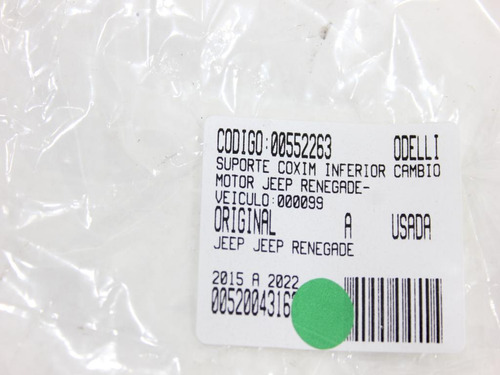 CODIGO:00552263 ODELLI
SUPORTE COXIM INFERIOR CAMBIO
MOTOR JEEP RENEGADE-
VEICULO:000099
ORIGINAL A USADA
JEEP JEEP RENEGADE
2015 A 2022